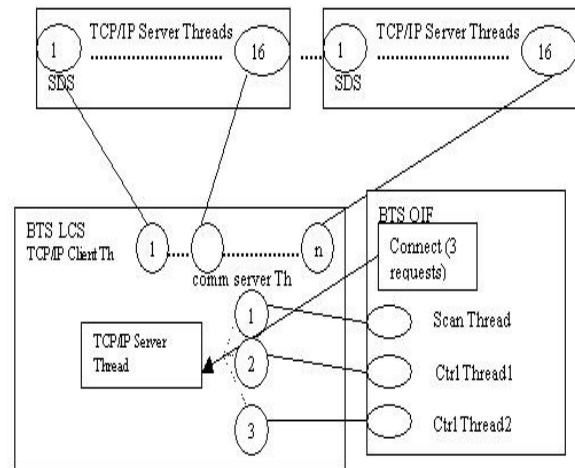 TCP/IP Server Threads
1
16
SDS
TCP/IP Server Threads
1
16
SDS
BTS LCS
TCP/IP Client Th
1
n
comm server Th
1
2
3
TCP/IP Server
Thread
BTS OIF
Connect (3
requests)
Scan Thread
Ctrl Thread1
Ctrl Thread2